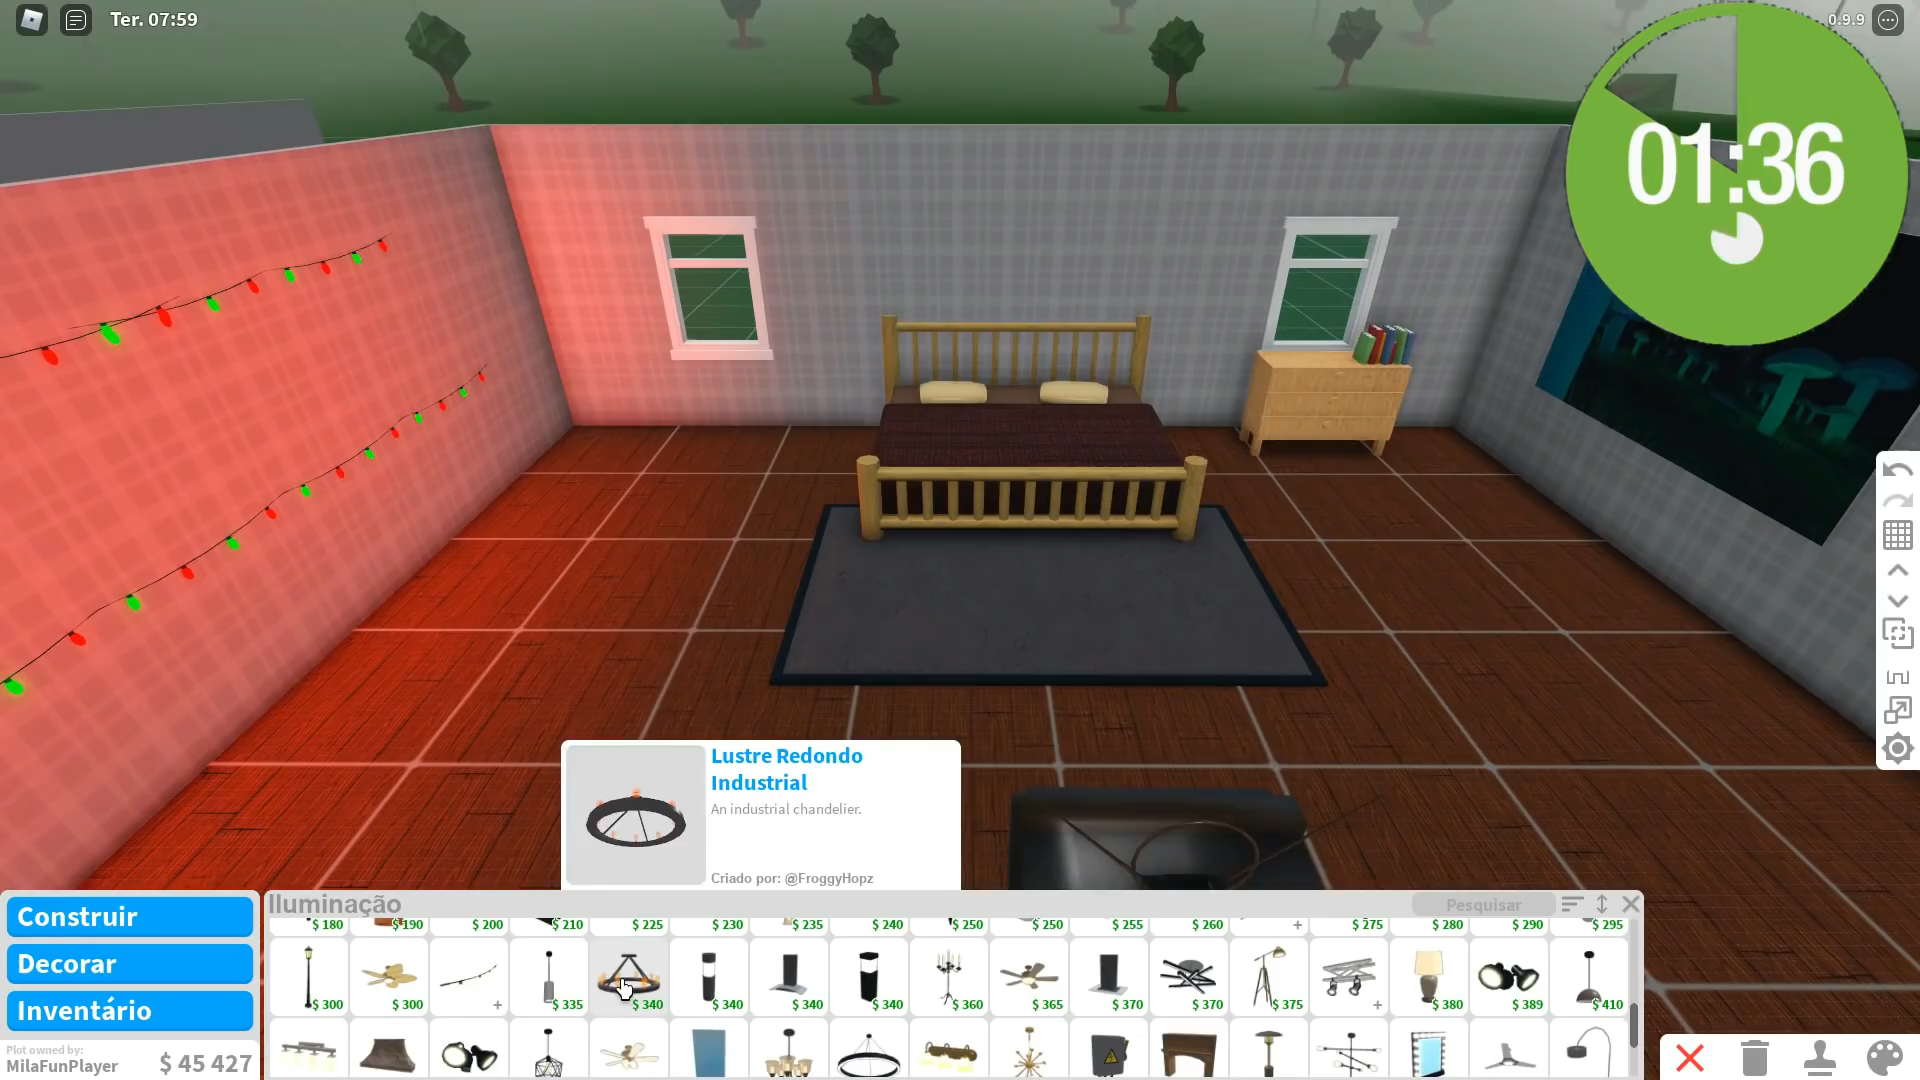 Ter. 07:59
0.9.9
01:36
Lustre Redondo
Industrial
An industrial chandelier.
Criado por: @FroggyHopz
Construir
Decorar
Inventário
Plot owned by:
MilaFunPlayer
$ 45 427
Iluminação
Pesquisar
$ 180 $ 190 $ 200 $ 210 $ 225 $ 230 $ 235 $ 240 $ 250 $ 250 $ 255 $ 260 + $ 275 $ 280 $ 290 $ 295
$ 300 $ 300 + $ 335 $ 340 $ 340 $ 340 $ 340 $ 360 $ 365 $ 370 $ 370 $ 375 + $ 380 $ 389 $ 410